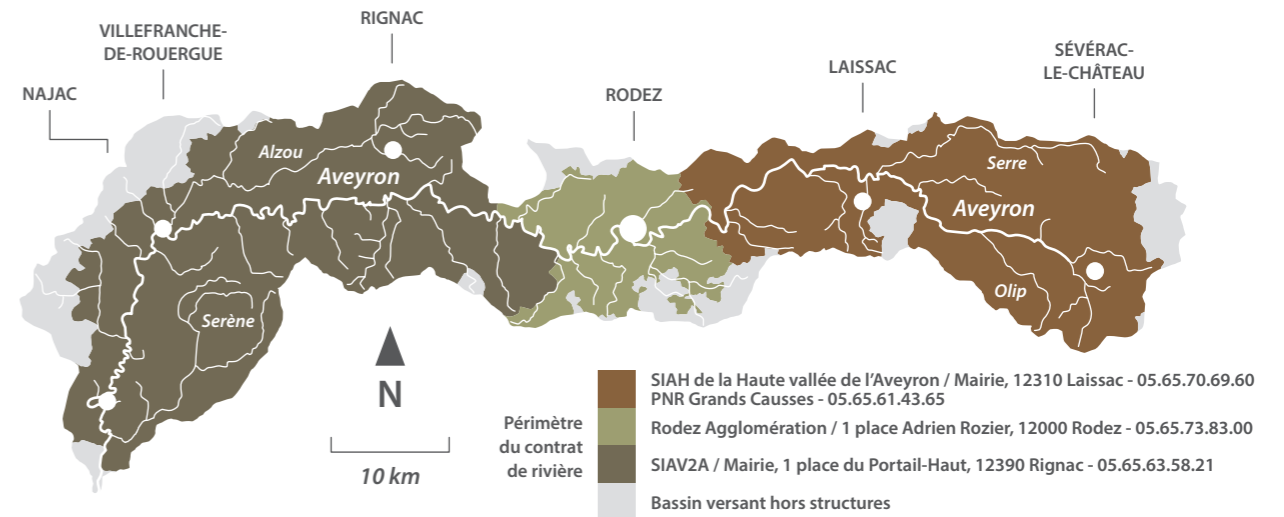 RIGNAC
VILLEFRANCHE-
DE-ROUERGUE
SÉVÉRAC-
LE-CHÂTEAU
LAISSAC
NAJAC
RODEZ
Alzou
Serre
Aveyron
Aveyron
Olip
Serène
N
10 km
Périmètre
du contrat
de rivière
SIAH de la Haute vallée de l’Aveyron / Mairie, 12310 Laissac - 05.65.70.69.60
PNR Grands Causses - 05.65.61.43.65
Rodez Agglomération / 1 place Adrien Rozier, 12000 Rodez - 05.65.73.83.00
SIAV2A / Mairie, 1 place du Portail-Haut, 12390 Rignac - 05.65.63.58.21
Bassin versant hors structures